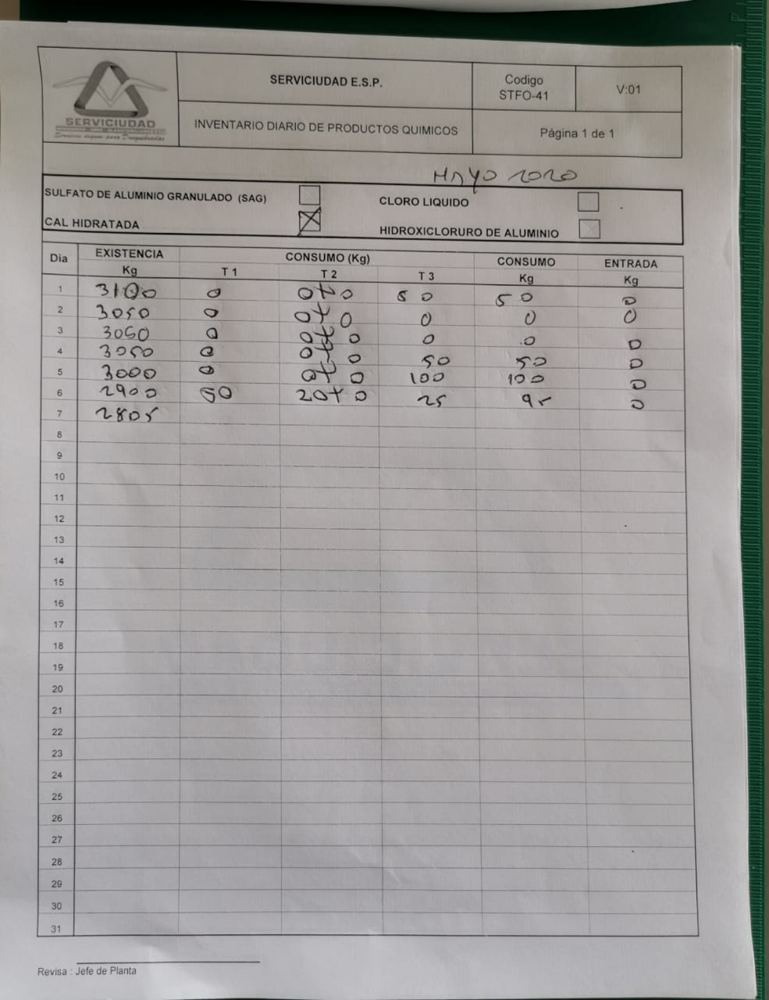 SERVICIUDAD
SERVICIUDAD E.S.P.
Codigo
STFO-41
V:01
INVENTARIO DIARIO DE PRODUCTOS QUIMICOS
Página 1 de 1
MAYO 2020
SULFATO DE ALUMINIO GRANULADO (SAG)
CLORO LIQUIDO
CAL HIDRATADA X
HIDROXICLORURO DE ALUMINIO
Dia EXISTENCIA Kg CONSUMO (Kg) T 1 T 2 T 3 CONSUMO Kg ENTRADA Kg
1 3100 0 0+0 50 50 0
2 3050 0 0+0 0 0 0
3 3050 0 0+0 0 0 0
4 3050 0 0+0 50 50 0
5 3000 0 0+0 100 100 0
6 2900 50 20+0 25 95 0
7 2805
8
9
10
11
12
13
14
15
16
17
18
19
20
21
22
23
24
25
26
27
28
29
30
31
Revisa : Jefe de Planta